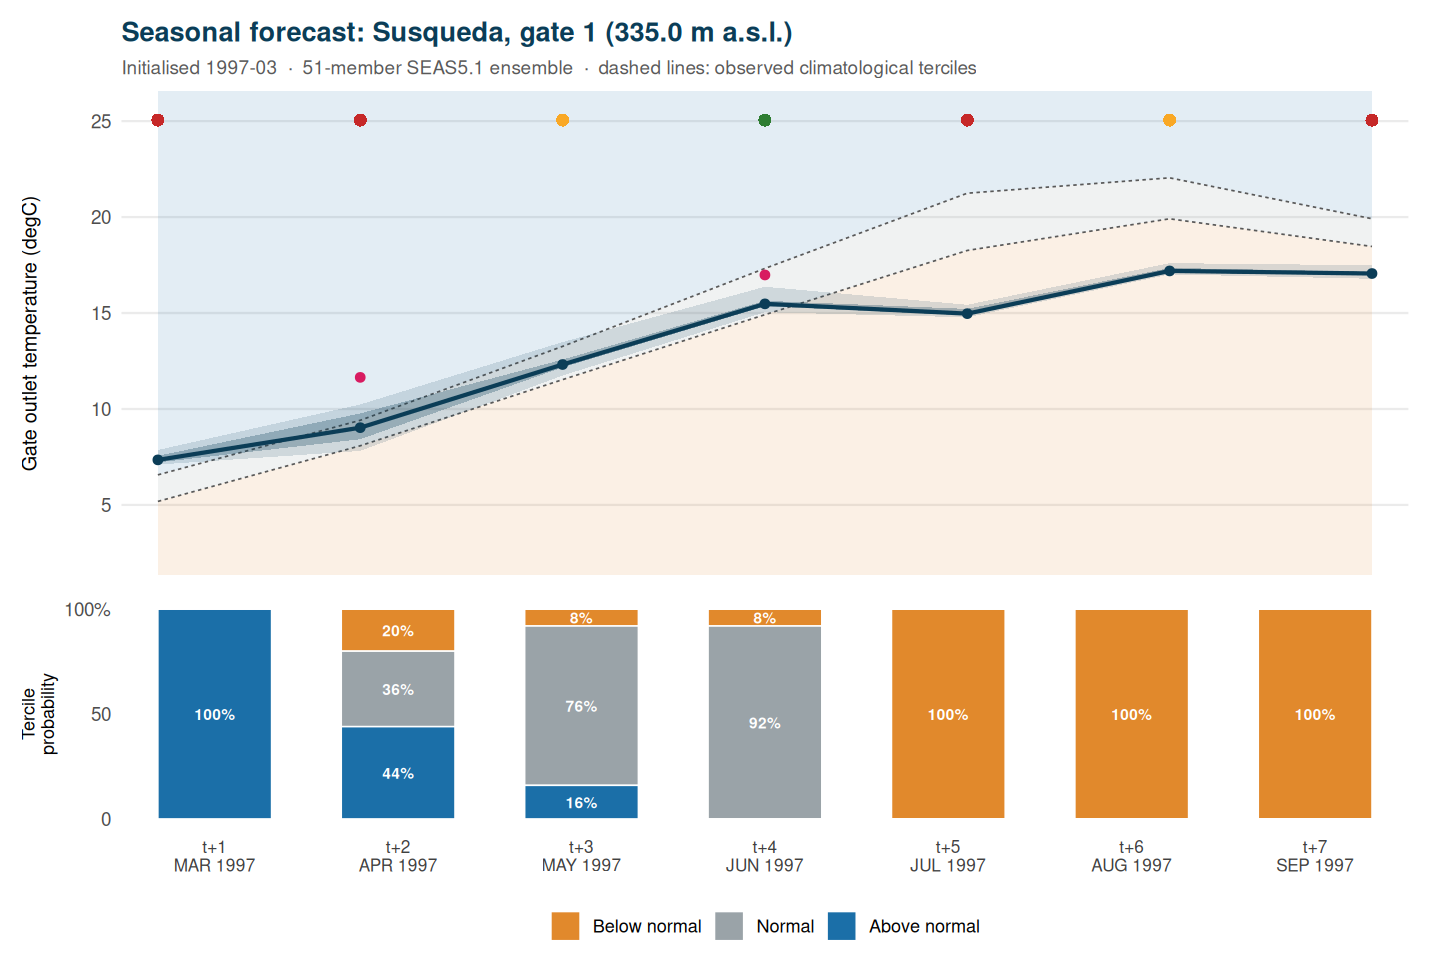 Seasonal forecast: Susqueda, gate 1 (335.0 m a.s.l.)
Initialised 1997-03 · 51-member SEAS5.1 ensemble · dashed lines: observed climatological terciles
Gate outlet temperature (degC)
25
20
15
10
5
Tercile
probability
100%
50
0
100%
20%
36%
44%
8%
76%
16%
8%
92%
100%
100%
100%
t+1
MAR 1997
t+2
APR 1997
t+3
MAY 1997
t+4
JUN 1997
t+5
JUL 1997
t+6
AUG 1997
t+7
SEP 1997
Below normal
Normal
Above normal